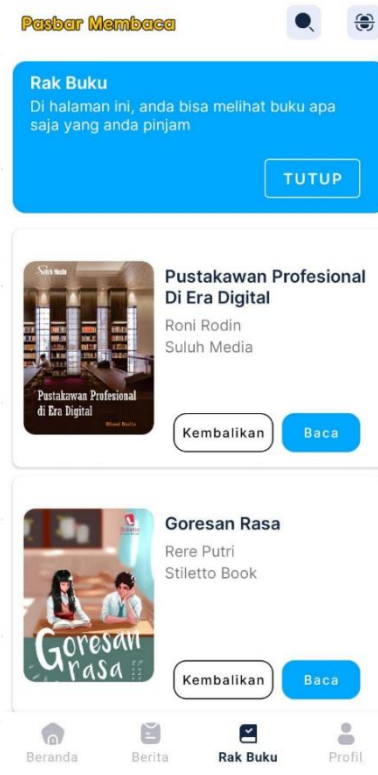 Pasbar Membaca
Rak Buku
Di halaman ini, anda bisa melihat buku apa
saja yang anda pinjam
TUTUP
Suluh Media
Pustakawan Profesional
di Era Digital
Pustakawan Profesional
Di Era Digital
Roni Rodin
Suluh Media
Kembalikan
Baca
Goresan
rasa
Goresan Rasa
Rere Putri
Stiletto Book
Kembalikan
Baca
Beranda
Berita
Rak Buku
Profil